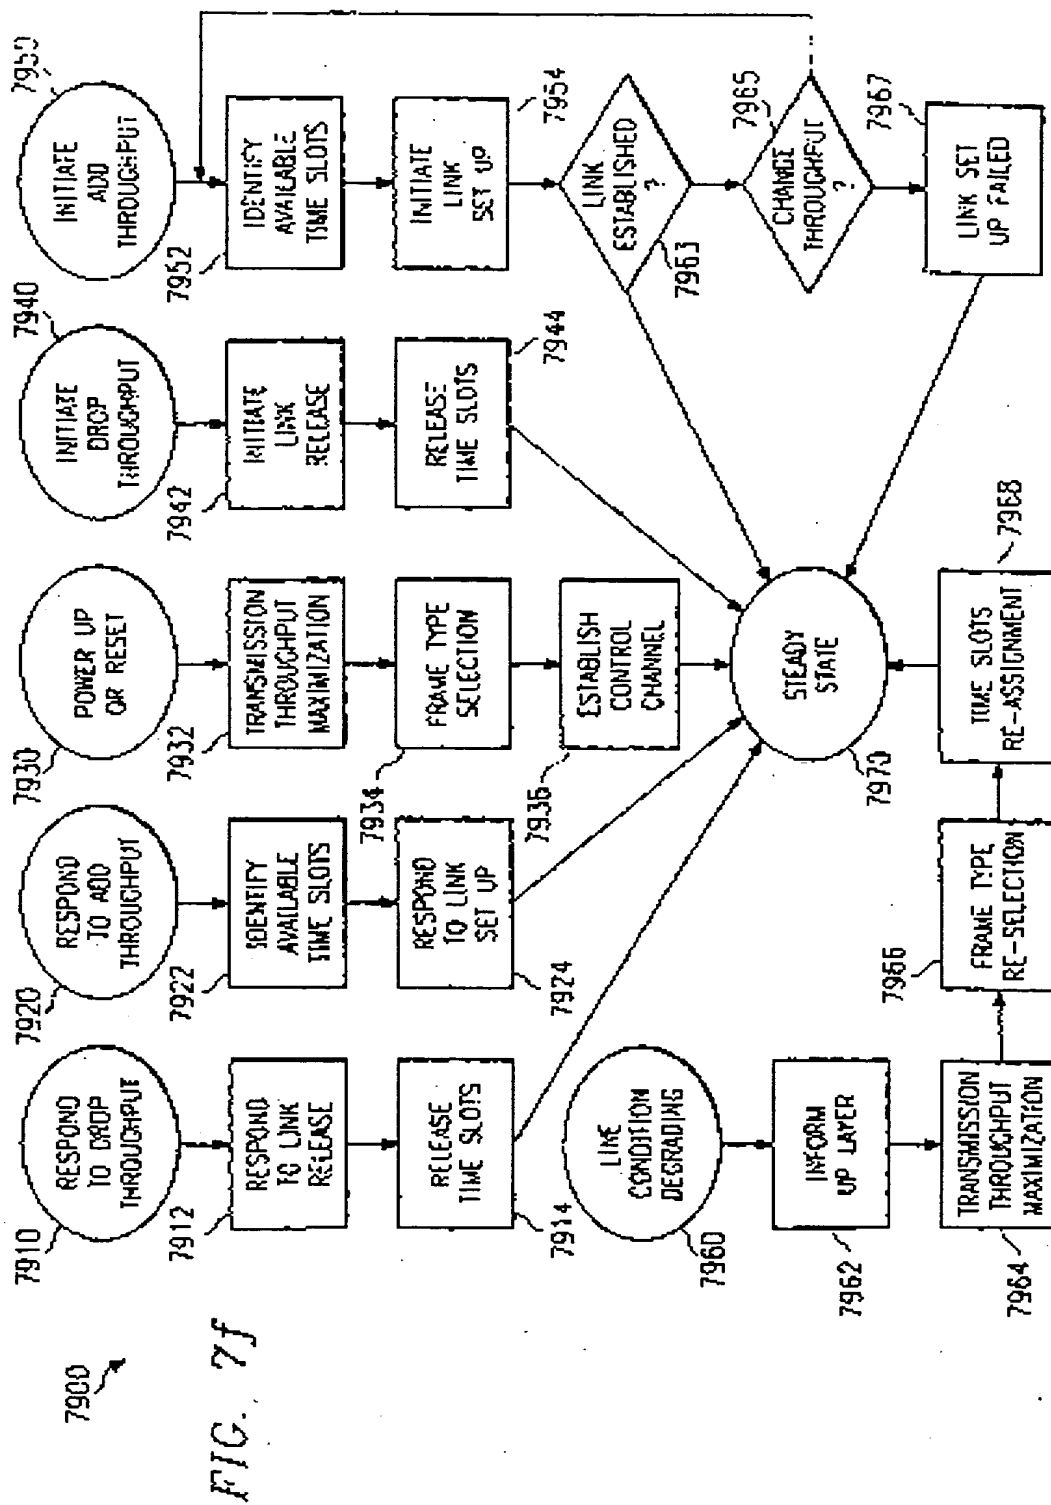 FIG. 7f
7900
7910
RESPOND
TO DROP
THROUGHPUT
7912
RESPOND
TO LINK
RELEASE
RELEASE
TIME SLOTS
7914
7920
RESPOND
TO ADD
THROUGHPUT
7922
IDENTIFY
AVAILABLE
TIME SLOTS
RESPOND
TO LINK
SET UP
7924
7930
POWER UP
OR RESET
7932
TRANSMISSION
THROUGHPUT
MAXIMIZATION
7934
FRAME TYPE
SELECTION
7936
ESTABLISH
CONTROL
CHANNEL
7940
INITIATE
DROP
THROUGHPUT
7942
INITIATE
LINK
RELEASE
RELEASE
TIME SLOTS
7944
7950
INITIATE
ADD
THROUGHPUT
7952
IDENTIFY
AVAILABLE
TIME SLOTS
INITIATE
LINK
SET UP
7954
LINK
ESTABLISHED
?
7963
7965
CHANGE
THROUGHPUT
?
7967
LINK SET
UP FAILED
LINE
CONDITION
DEGRADING
7960
INFORM
UP LAYER
7962
TRANSMISSION
THROUGHPUT
MAXIMIZATION
7964
7966
FRAME TYPE
RE-SELECTION
TIME SLOTS
RE-ASSIGNMENT
7968
STEADY
STATE
7970